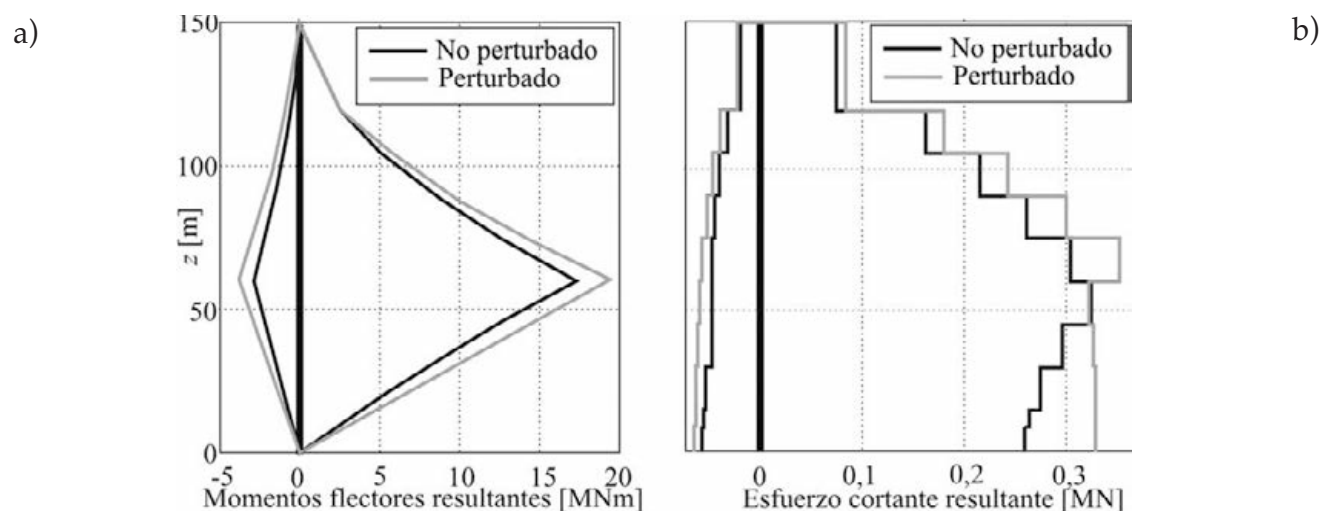 a)
150
100
50
0
z [m]
No perturbado
Perturbado
-5 0 5 10 15 20
Momentos flectores resultantes [MNm]
b)
No perturbado
Perturbado
0 0,1 0,2 0,3
Esfuerzo cortante resultante [MN]